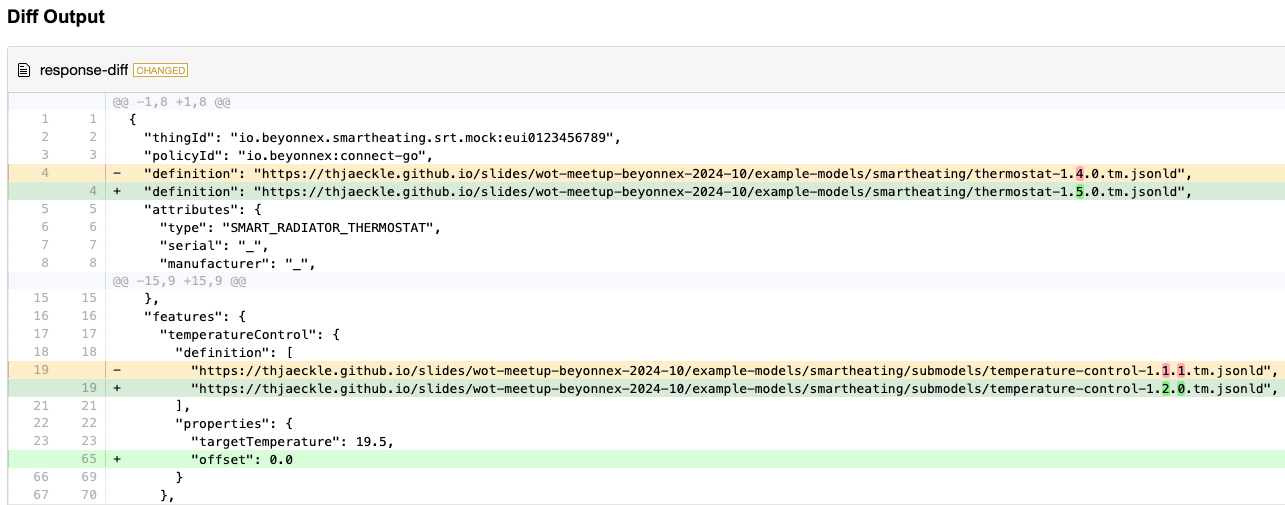 Diff Output
response-diff CHANGED
@@ -1,8 +1,8 @@
1 1 {
2 2 "thingId": "io.beyonnex.smartheating.srt.mock:eui0123456789",
3 3 "policyId": "io.beyonnex:connect-go",
4 - "definition": "https://thjaeckle.github.io/slides/wot-meetup-beyonnex-2024-10/example-models/smartheating/thermostat-1.4.0.tm.jsonld",
4 + "definition": "https://thjaeckle.github.io/slides/wot-meetup-beyonnex-2024-10/example-models/smartheating/thermostat-1.5.0.tm.jsonld",
5 5 "attributes": {
6 6 "type": "SMART_RADIATOR_THERMOSTAT",
7 7 "serial": "_",
8 8 "manufacturer": "_",
@@ -15,9 +15,9 @@
15 15 },
16 16 "features": {
17 17 "temperatureControl": {
18 18 "definition": [
19 - "https://thjaeckle.github.io/slides/wot-meetup-beyonnex-2024-10/example-models/smartheating/submodels/temperature-control-1.1.1.tm.jsonld",
19 + "https://thjaeckle.github.io/slides/wot-meetup-beyonnex-2024-10/example-models/smartheating/submodels/temperature-control-1.2.0.tm.jsonld",
21 21 ],
22 22 "properties": {
23 23 "targetTemperature": 19.5,
65 + "offset": 0.0
66 69 }
67 70 },